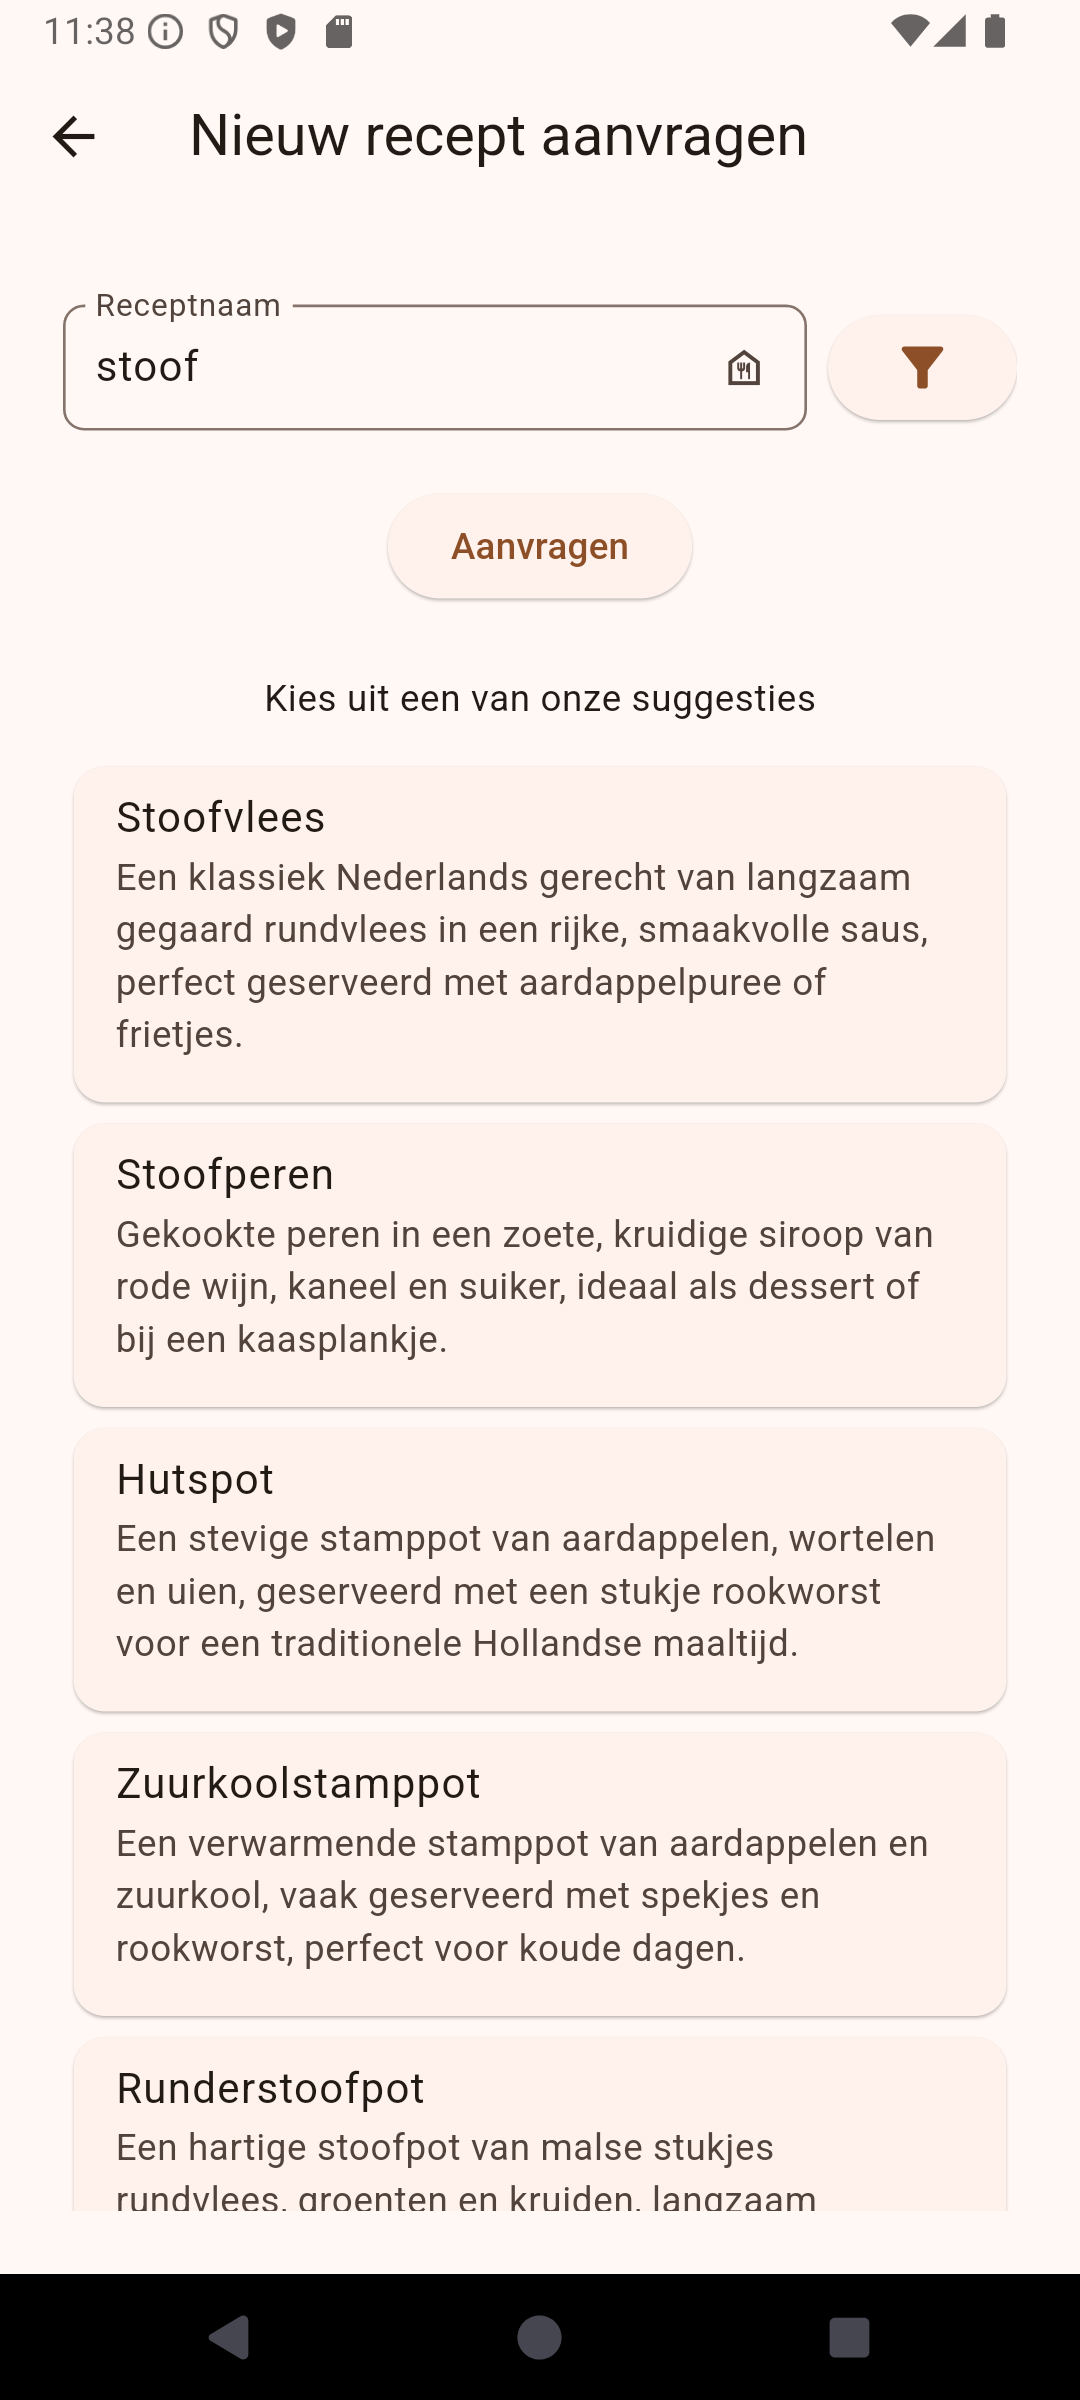 11:38
Nieuw recept aanvragen
Receptnaam
stoof
Aanvragen
Kies uit een van onze suggesties
Stoofvlees
Een klassiek Nederlands gerecht van langzaam
gegaard rundvlees in een rijke, smaakvolle saus,
perfect geserveerd met aardappelpuree of
frietjes.
Stoofperen
Gekookte peren in een zoete, kruidige siroop van
rode wijn, kaneel en suiker, ideaal als dessert of
bij een kaasplankje.
Hutspot
Een stevige stamppot van aardappelen, wortelen
en uien, geserveerd met een stukje rookworst
voor een traditionele Hollandse maaltijd.
Zuurkoolstamppot
Een verwarmende stamppot van aardappelen en
zuurkool, vaak geserveerd met spekjes en
rookworst, perfect voor koude dagen.
Runderstoofpot
Een hartige stoofpot van malse stukjes
rundvlees, groenten en kruiden, langzaam